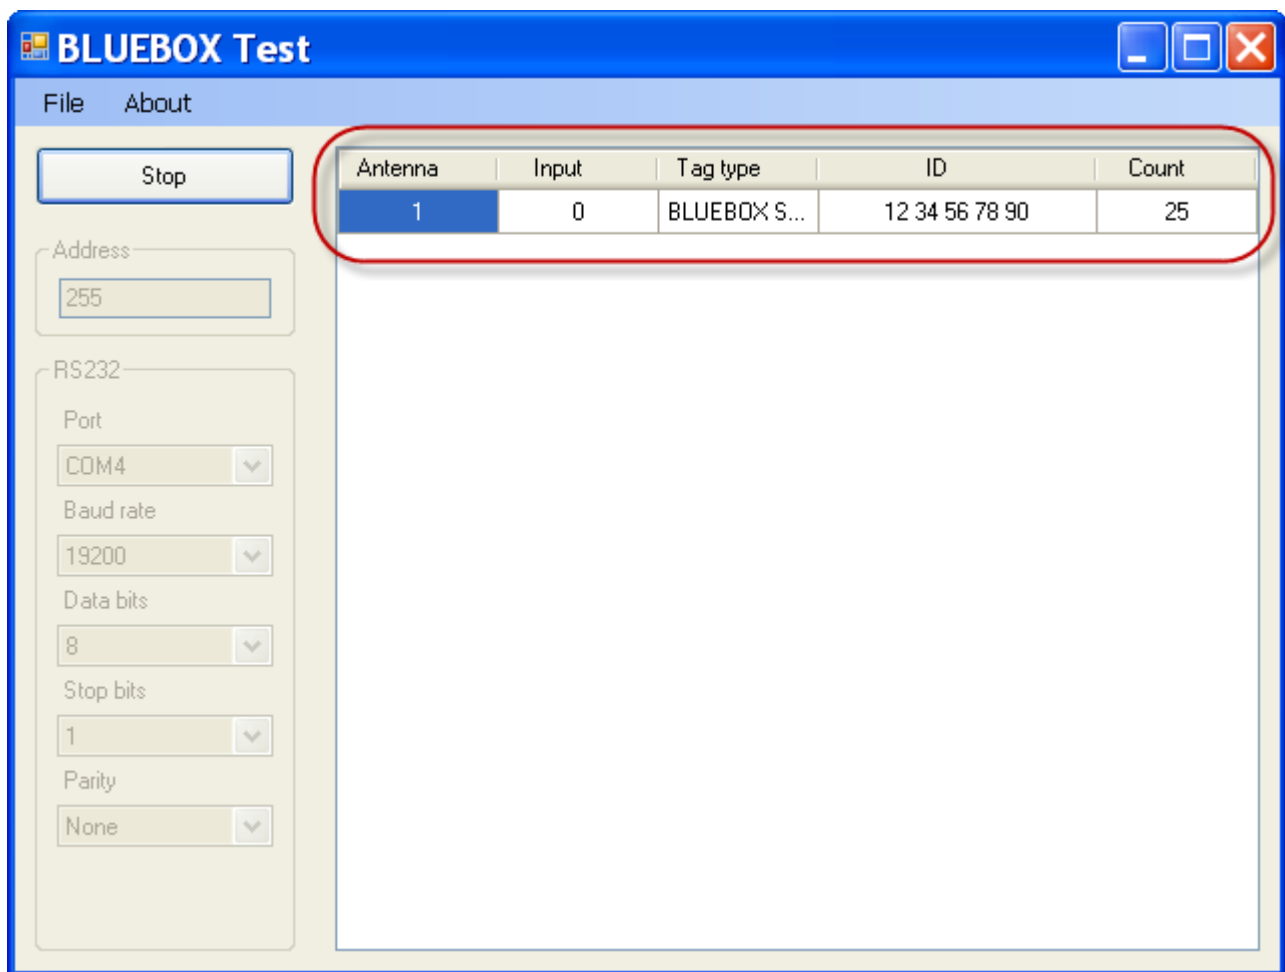 BLUEBOX Test
File About
Stop
Antenna Input Tag type ID Count
1 0 BLUEBOX S... 12 34 56 78 90 25
Address
255
RS232
Port
COM4
Baud rate
19200
Data bits
8
Stop bits
1
Parity
None